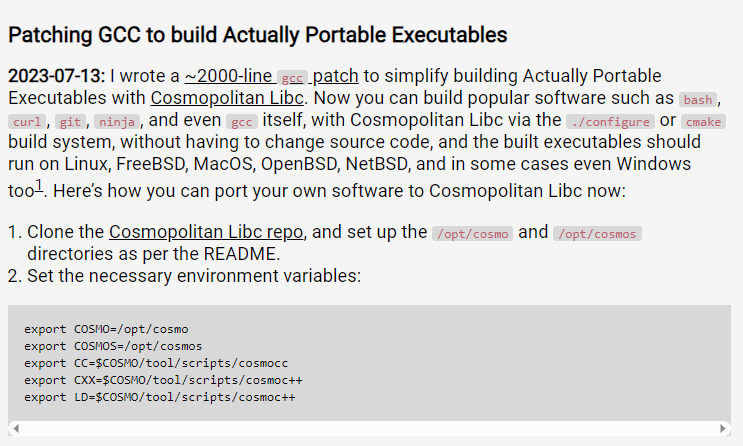 Patching GCC to build Actually Portable Executables
2023-07-13: I wrote a ~2000-line gcc patch to simplify building Actually Portable
Executables with Cosmopolitan Libc. Now you can build popular software such as bash,
curl, git, ninja, and even gcc itself, with Cosmopolitan Libc via the ./configure or cmake
build system, without having to change source code, and the built executables should
run on Linux, FreeBSD, MacOS, OpenBSD, NetBSD, and in some cases even Windows
too1. Here’s how you can port your own software to Cosmopolitan Libc now:
1. Clone the Cosmopolitan Libc repo, and set up the /opt/cosmo and /opt/cosmos
directories as per the README.
2. Set the necessary environment variables:
export COSMO=/opt/cosmo
export COSMOS=/opt/cosmos
export CC=$COSMO/tool/scripts/cosmocc
export CXX=$COSMO/tool/scripts/cosmoc++
export LD=$COSMO/tool/scripts/cosmoc++